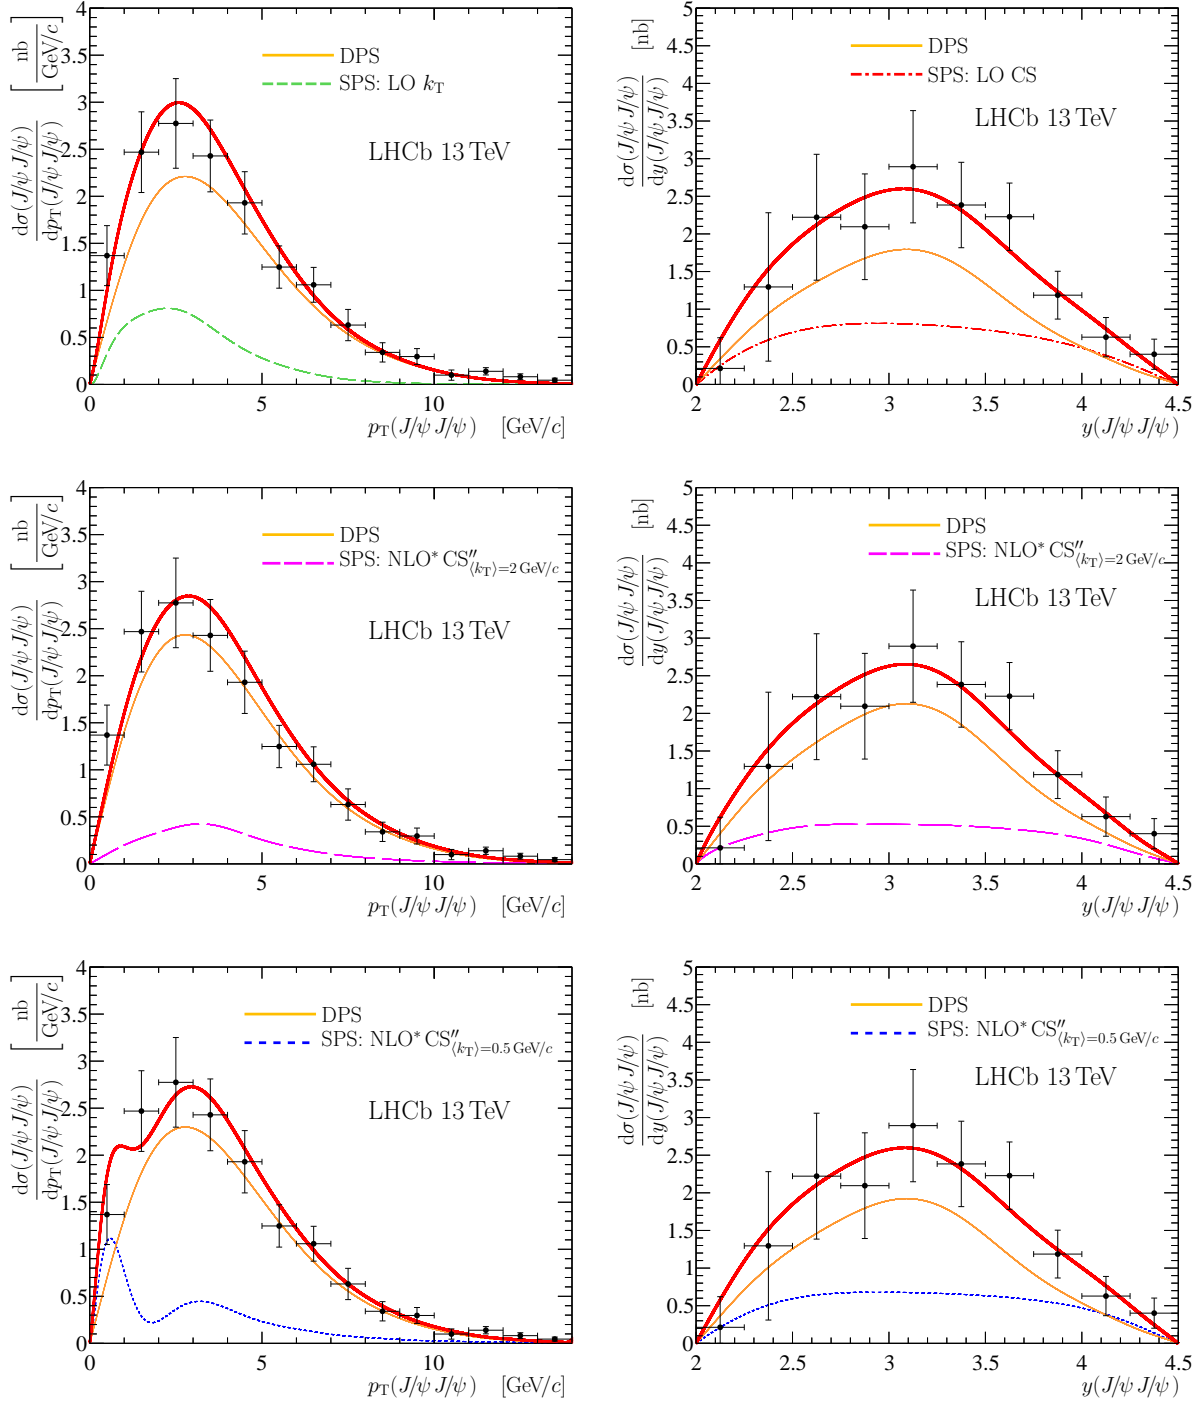 dσ(J/ψ J/ψ) / dp_T(J/ψ J/ψ) [nb / GeV/c]
4
3.5
3
2.5
2
1.5
1
0.5
0
DPS
SPS: LO k_T
LHCb 13 TeV
0 5 10
p_T(J/ψ J/ψ) [GeV/c]
dσ(J/ψ J/ψ) / dy(J/ψ J/ψ) [nb]
5
4.5
4
3.5
3
2.5
2
1.5
1
0.5
0
DPS
SPS: LO CS
LHCb 13 TeV
2 2.5 3 3.5 4 4.5
y(J/ψ J/ψ)
dσ(J/ψ J/ψ) / dp_T(J/ψ J/ψ) [nb / GeV/c]
4
3.5
3
2.5
2
1.5
1
0.5
0
DPS
SPS: NLO* CS″⟨k_T⟩=2 GeV/c
LHCb 13 TeV
0 5 10
p_T(J/ψ J/ψ) [GeV/c]
dσ(J/ψ J/ψ) / dy(J/ψ J/ψ) [nb]
5
4.5
4
3.5
3
2.5
2
1.5
1
0.5
0
DPS
SPS: NLO* CS″⟨k_T⟩=2 GeV/c
LHCb 13 TeV
2 2.5 3 3.5 4 4.5
y(J/ψ J/ψ)
dσ(J/ψ J/ψ) / dp_T(J/ψ J/ψ) [nb / GeV/c]
4
3.5
3
2.5
2
1.5
1
0.5
0
DPS
SPS: NLO* CS″⟨k_T⟩=0.5 GeV/c
LHCb 13 TeV
0 5 10
p_T(J/ψ J/ψ) [GeV/c]
dσ(J/ψ J/ψ) / dy(J/ψ J/ψ) [nb]
5
4.5
4
3.5
3
2.5
2
1.5
1
0.5
0
DPS
SPS: NLO* CS″⟨k_T⟩=0.5 GeV/c
LHCb 13 TeV
2 2.5 3 3.5 4 4.5
y(J/ψ J/ψ)